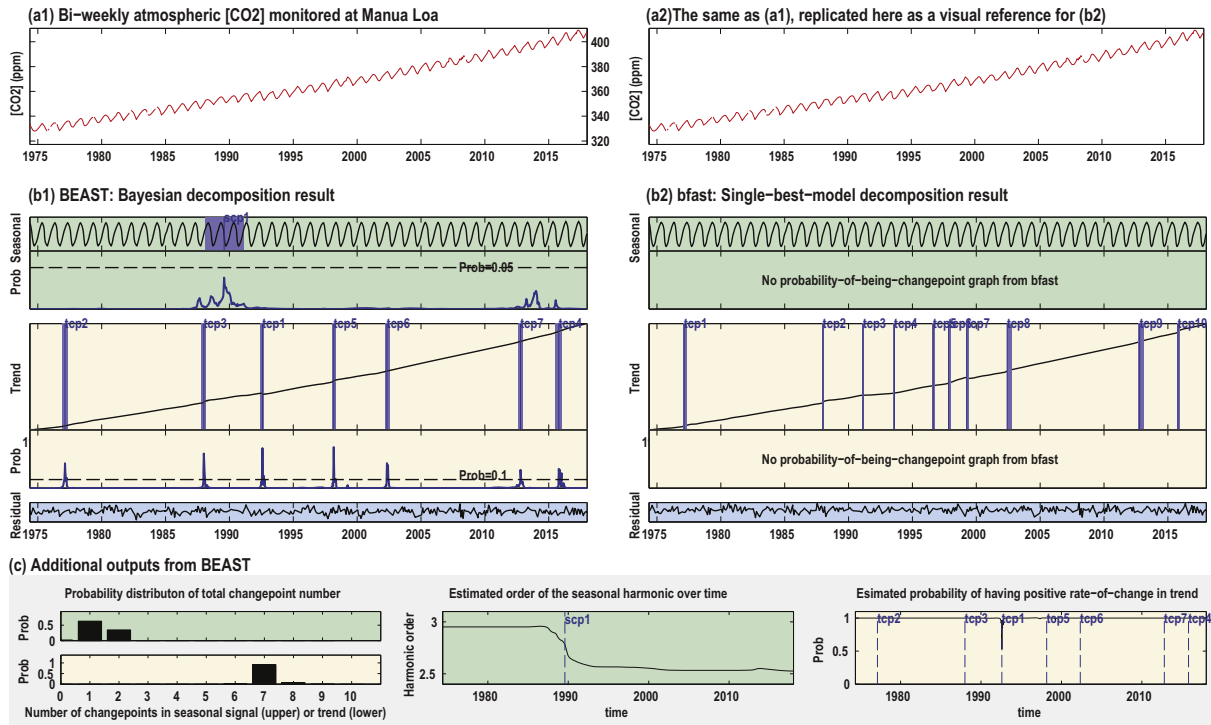 (a1) Bi−weekly atmospheric [CO2] monitored at Manua Loa
[CO2] (ppm)
400
380
360
340
320
1975 1980 1985 1990 1995 2000 2005 2010 2015
(a2)The same as (a1), replicated here as a visual reference for (b2)
[CO2] (ppm)
1975 1980 1985 1990 1995 2000 2005 2010 2015
(b1) BEAST: Bayesian decomposition result
Seasonal
scp1
Prob
Prob=0.05
Trend
tcp2 tcp3 tcp1 tcp5 tcp6 tcp7 tcp4
Prob
1
Prob=0.1
Residual
1975 1980 1985 1990 1995 2000 2005 2010 2015
(b2) bfast: Single−best−model decomposition result
Seasonal
Prob
No probability−of−being−changepoint graph from bfast
Trend
tcp1 tcp2 tcp3 tcp4 tcp5 tcp6 tcp7 tcp8 tcp9 tcp10
Prob
1
No probability−of−being−changepoint graph from bfast
Residual
1975 1980 1985 1990 1995 2000 2005 2010 2015
(c) Additional outputs from BEAST
Probability distributon of total changepoint number
Prob
0.5
0
Prob
1
0.5
0
0 1 2 3 4 5 6 7 8 9 10
Number of changepoints in seasonal signal (upper) or trend (lower)
Estimated order of the seasonal harmonic over time
Harmonic order
3
2.5
scp1
1980 1990 2000 2010
time
Esimated probability of having positive rate−of−change in trend
Prob
1
0.5
0
tcp2 tcp3 tcp1 tcp5 tcp6 tcp7 tcp4
1980 1990 2000 2010
time